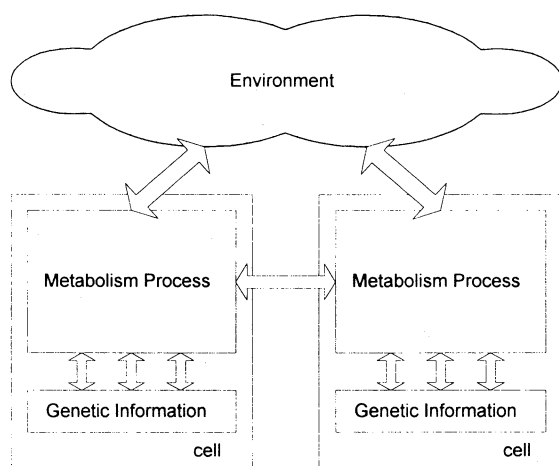 Environment
Metabolism Process
Metabolism Process
Genetic Information
Genetic Information
cell
cell